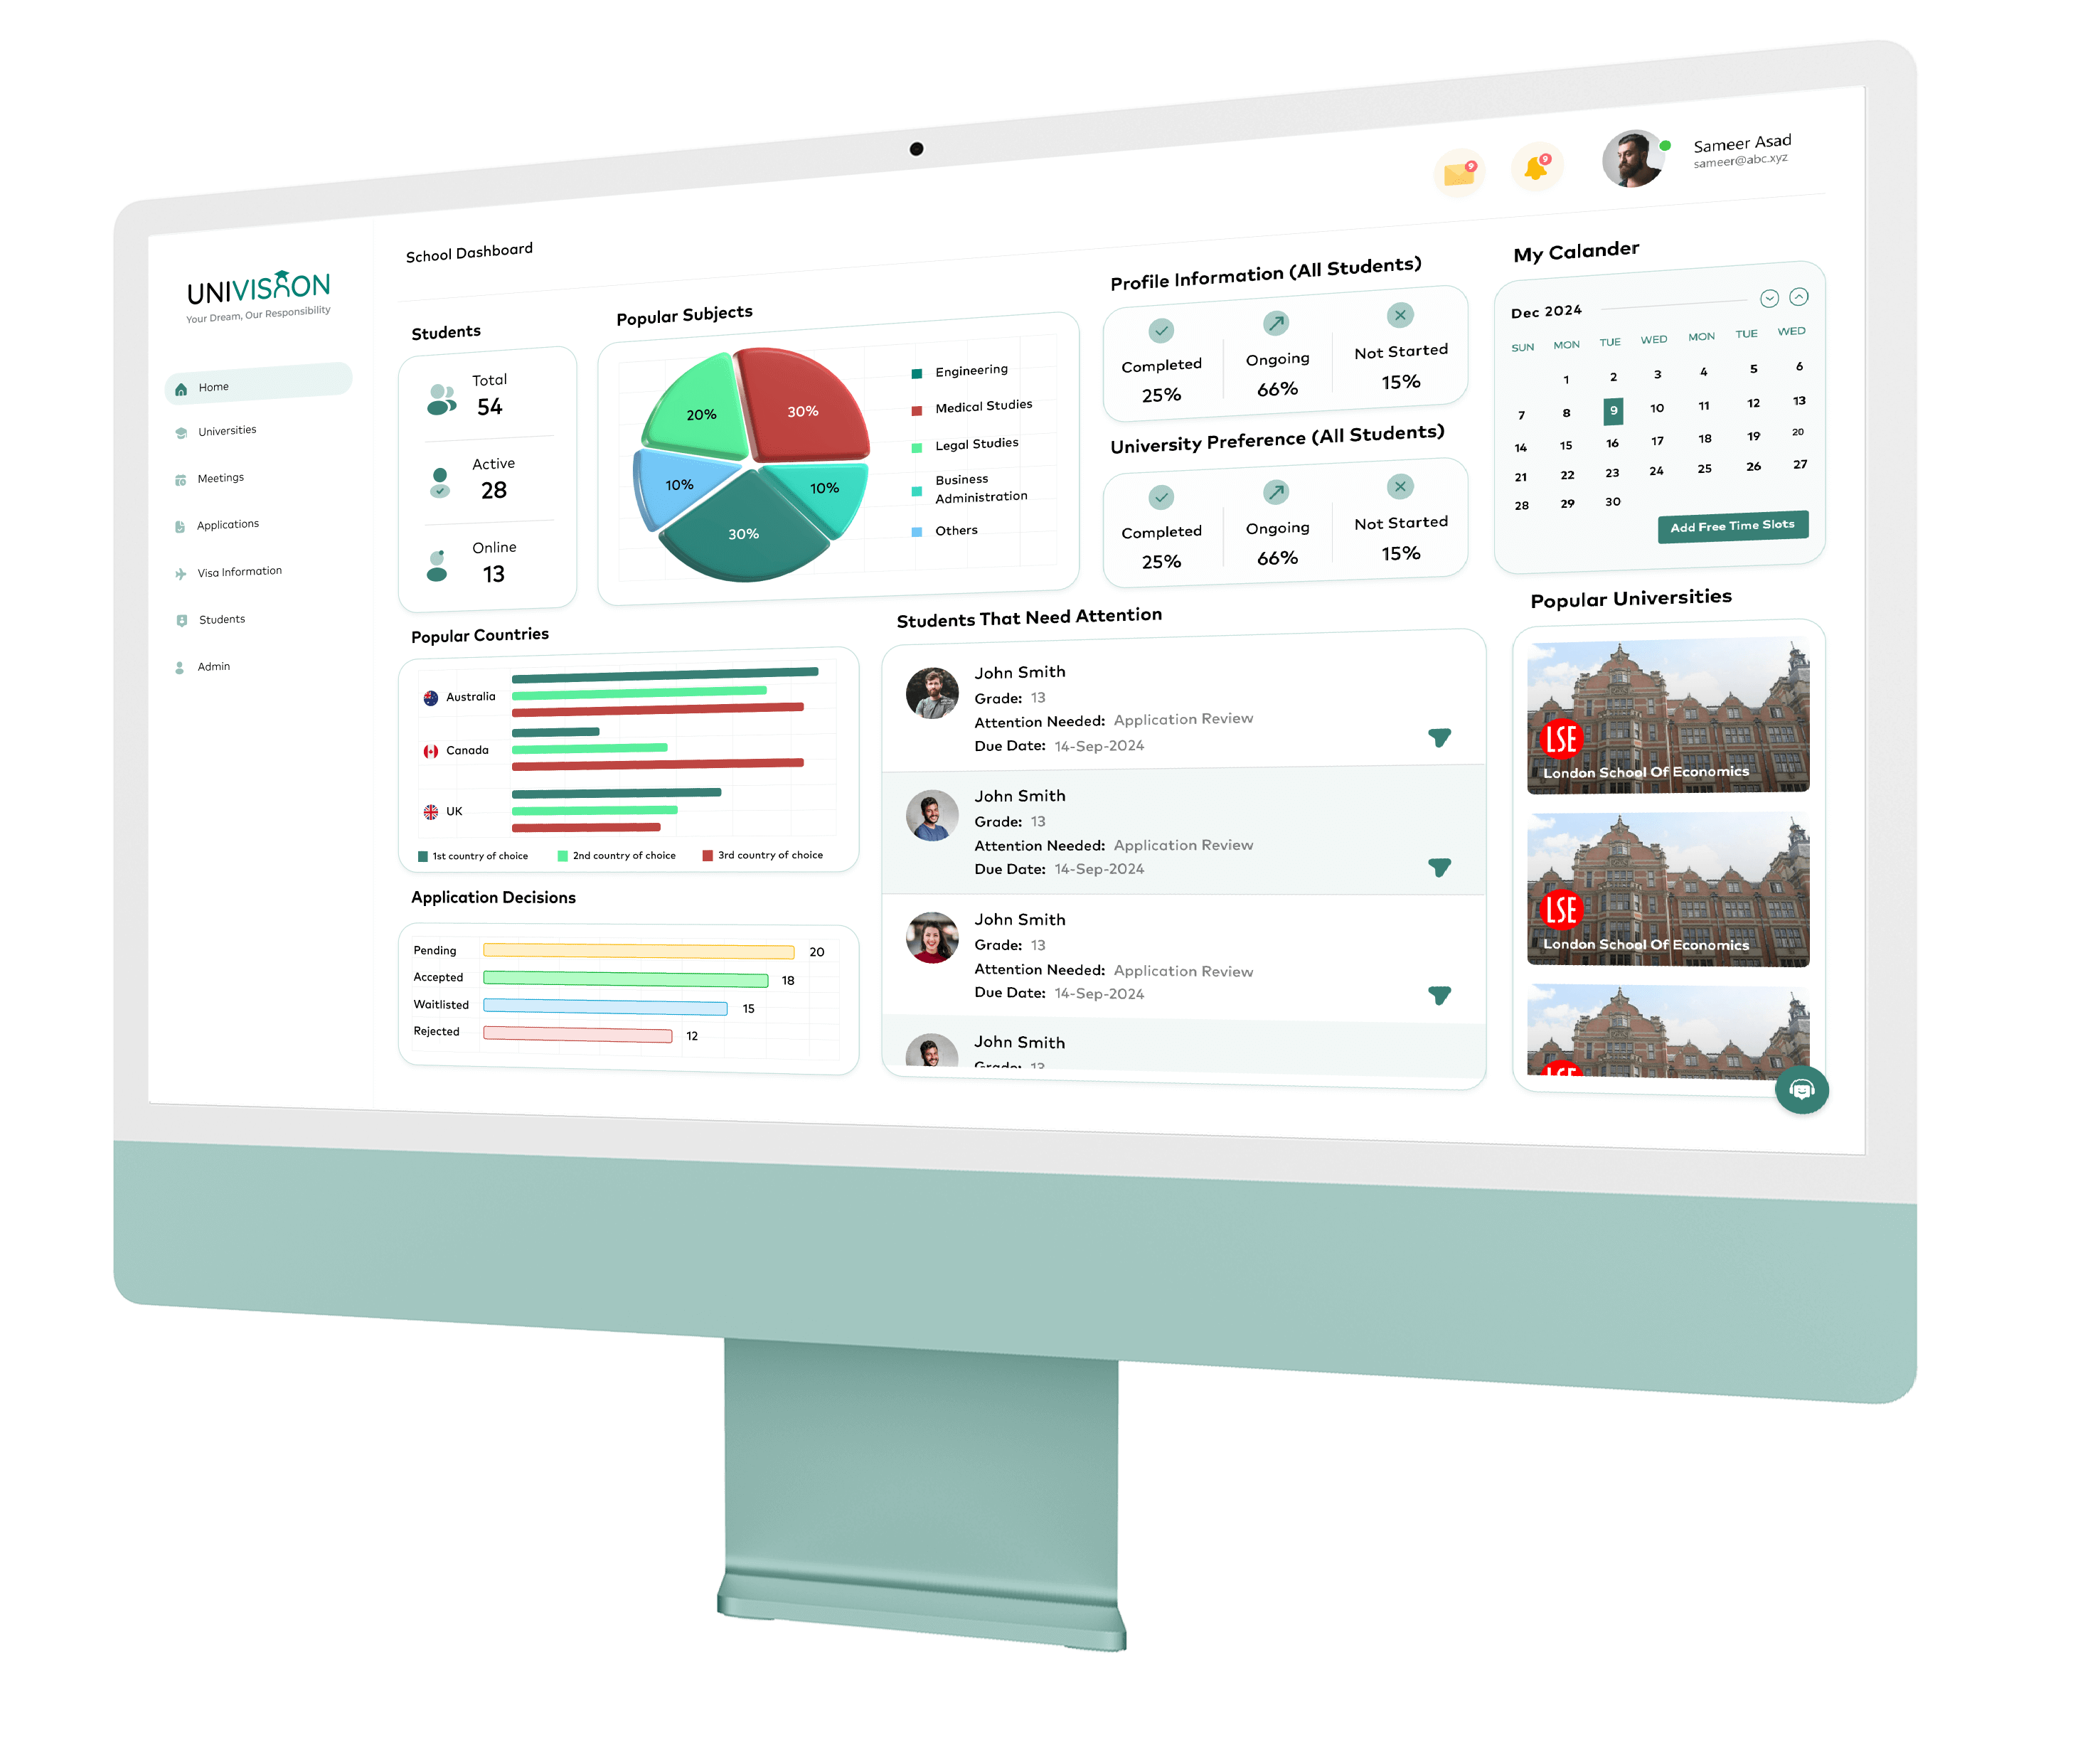 Sameer Asad
sameer@abc.xyz
9
9
UNIVISION
Your Dream, Our Responsibility
Home
Universities
Meetings
Applications
Visa Information
Students
Admin
School Dashboard
Students
Total
54
Active
28
Online
13
Popular Subjects
20%
30%
10%
10%
30%
Engineering
Medical Studies
Legal Studies
Business
Administration
Others
Profile Information (All Students)
Completed
25%
Ongoing
66%
Not Started
15%
University Preference (All Students)
Completed
25%
Ongoing
66%
Not Started
15%
My Calander
Dec 2024
SUN MON TUE WED MON TUE WED
1 2 3 4 5 6
7 8 9 10 11 12 13
14 15 16 17 18 19 20
21 22 23 24 25 26 27
28 29 30
Add Free Time Slots
Popular Countries
Australia
Canada
UK
1st country of choice 2nd country of choice 3rd country of choice
Application Decisions
Pending 20
Accepted 18
Waitlisted 15
Rejected 12
Students That Need Attention
John Smith
Grade: 13
Attention Needed: Application Review
Due Date: 14-Sep-2024
John Smith
Grade: 13
Attention Needed: Application Review
Due Date: 14-Sep-2024
John Smith
Grade: 13
Attention Needed: Application Review
Due Date: 14-Sep-2024
John Smith
Grade: 13
Popular Universities
LSE
London School Of Economics
LSE
London School Of Economics
LSE